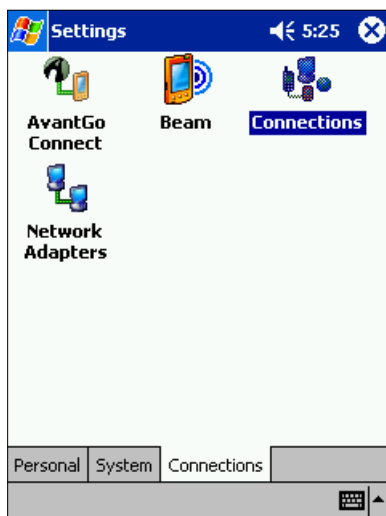 Settings 5:25
AvantGo Connect
Beam
Connections
Network Adapters
Personal System Connections